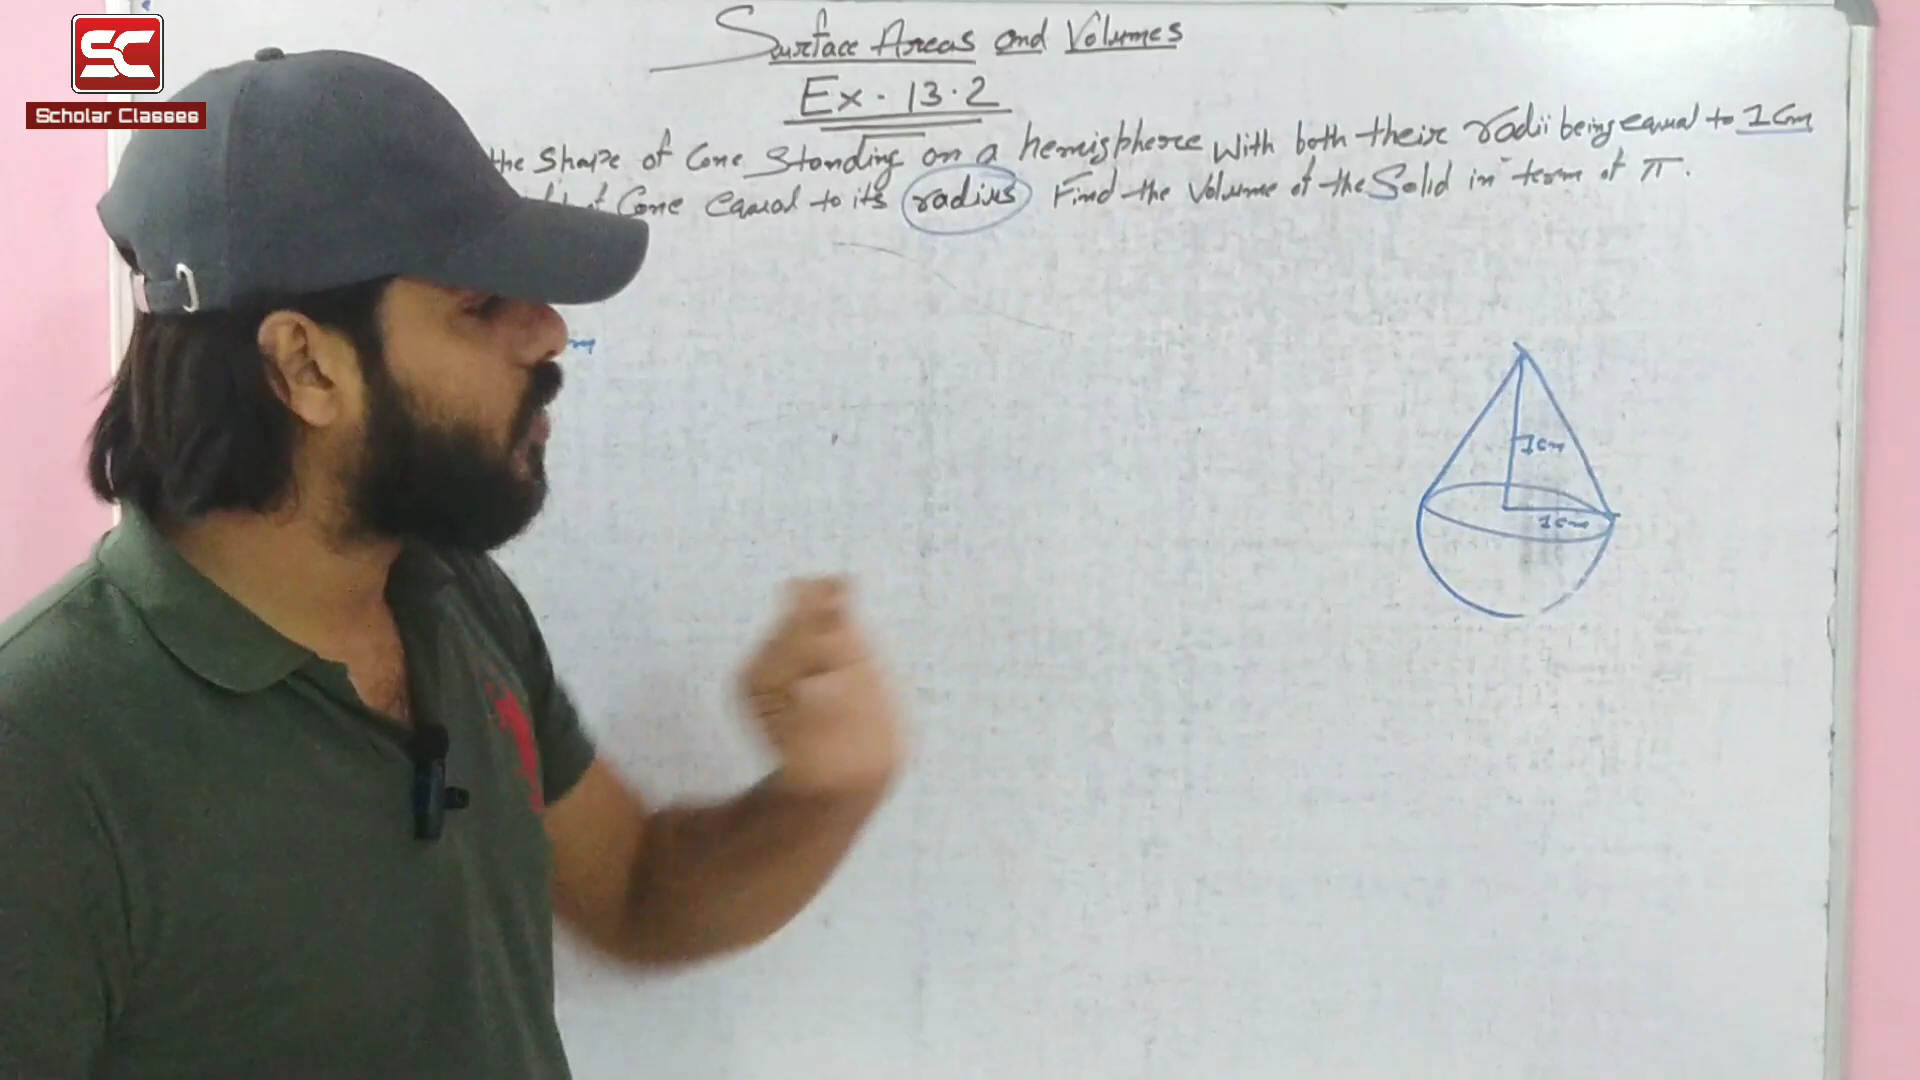 SC
Scholar Classes
Surface Areas and Volumes
Ex. 13.2
the Shape of Cone Standing on a hemisphere with both their radii being equal to 1cm
of Cone equal to its radius Find the Volume of the Solid in term of π.
1cm
1cm